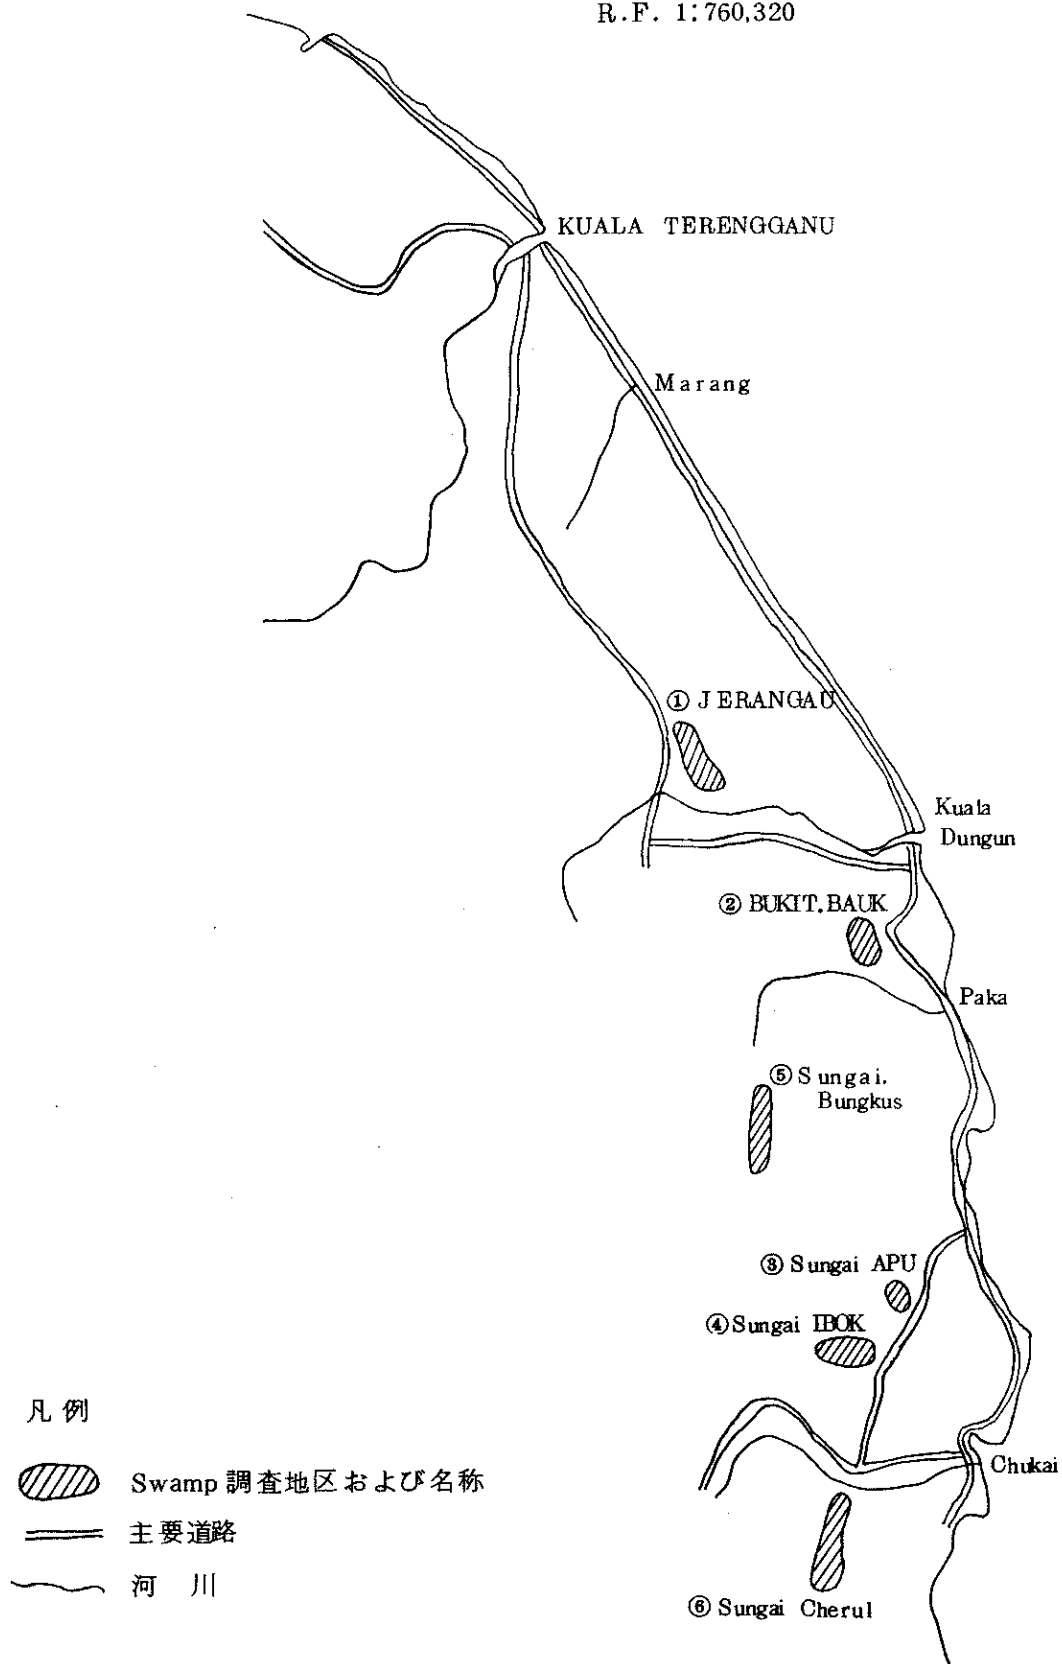 R.F. 1:760,320
KUALA TERENGGANU
Marang
① JERANGAU
Kuala
Dungun
② BUKIT.BAUK
Paka
⑤ Sungai.
Bungkus
③ Sungai APU
④ Sungai IBOK
凡例
Chukai
Swamp 調査地区および名称
主要道路
河川
⑥ Sungai Cherul